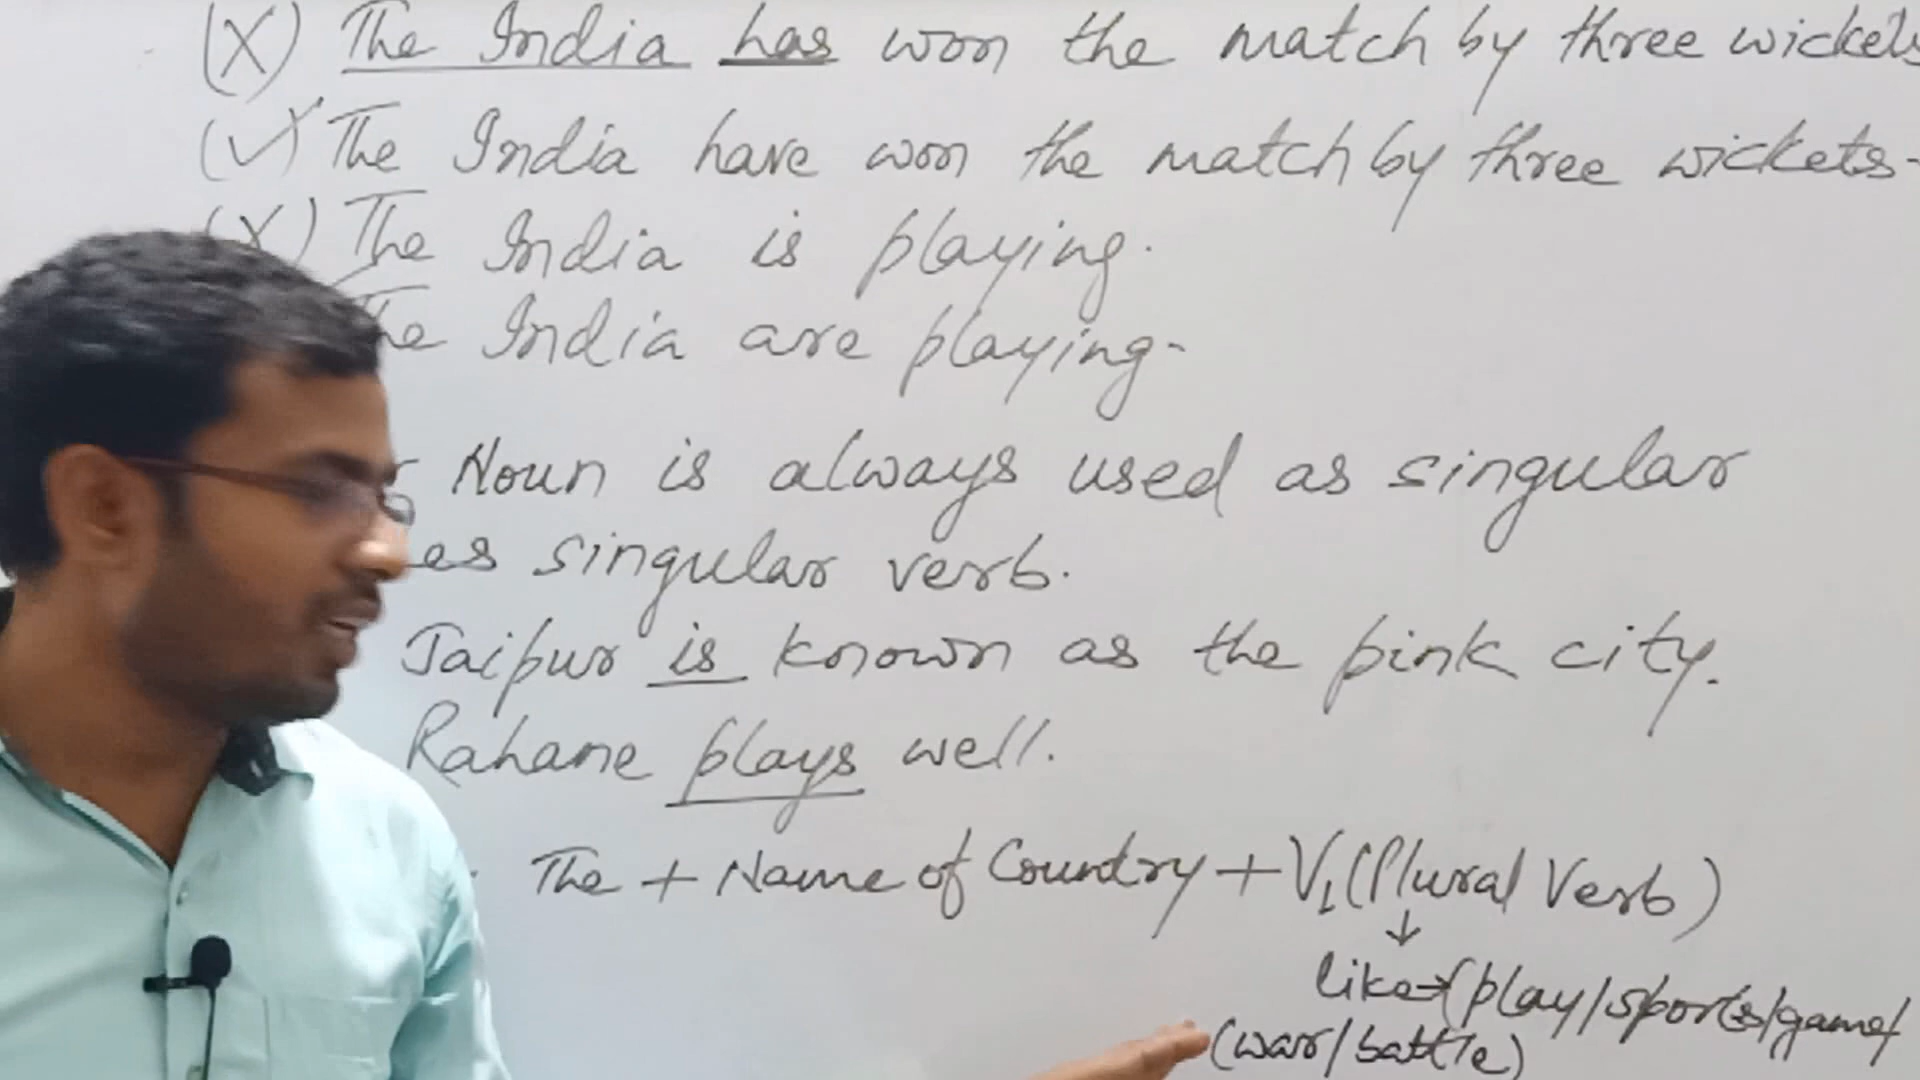 (X) The India has won the match by three wickets
(✓) The India have won the match by three wickets-
(X) The India is playing.
The India are playing-
Noun is always used as singular
es singular verb.
Jaipur is known as the pink city.
Rahane plays well.
The + Name of Country + V₁ (Plural Verb)
↓
like→(play/sports/game/
(war/battle)